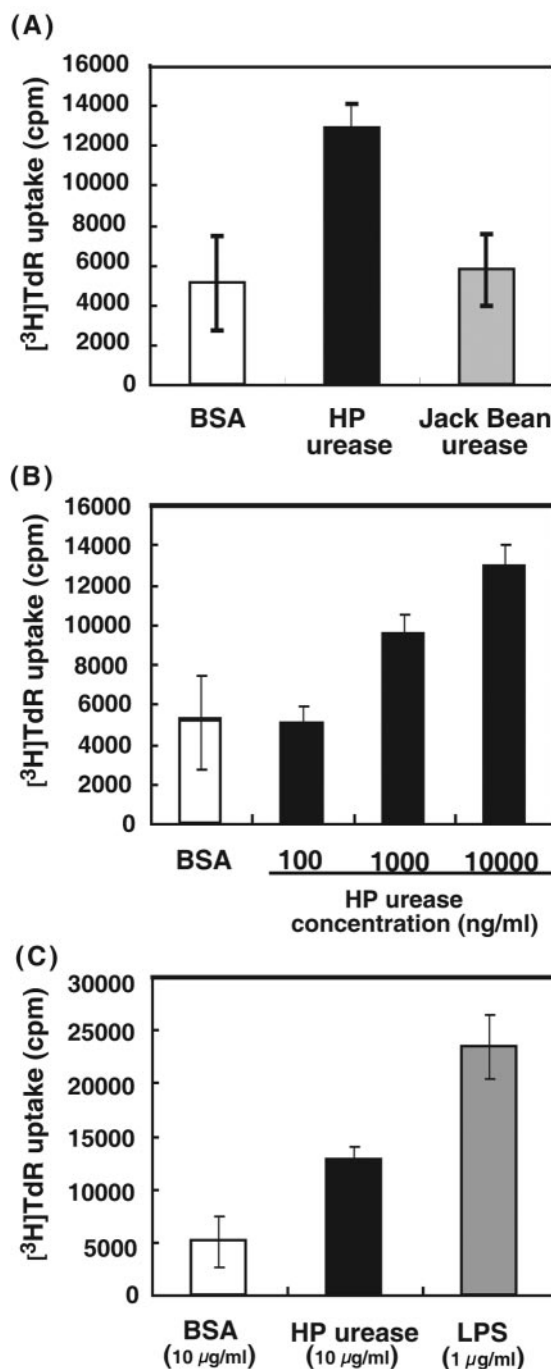 (A)
[³H]TdR uptake (cpm)
16000
14000
12000
10000
8000
6000
4000
2000
0
BSA
HP
urease
Jack Bean
urease
(B)
[³H]TdR uptake (cpm)
16000
14000
12000
10000
8000
6000
4000
2000
0
BSA
100
1000
10000
HP urease
concentration (ng/ml)
(C)
[³H]TdR uptake (cpm)
30000
25000
20000
15000
10000
5000
0
BSA
(10 µg/ml)
HP urease
(10 µg/ml)
LPS
(1 µg/ml)